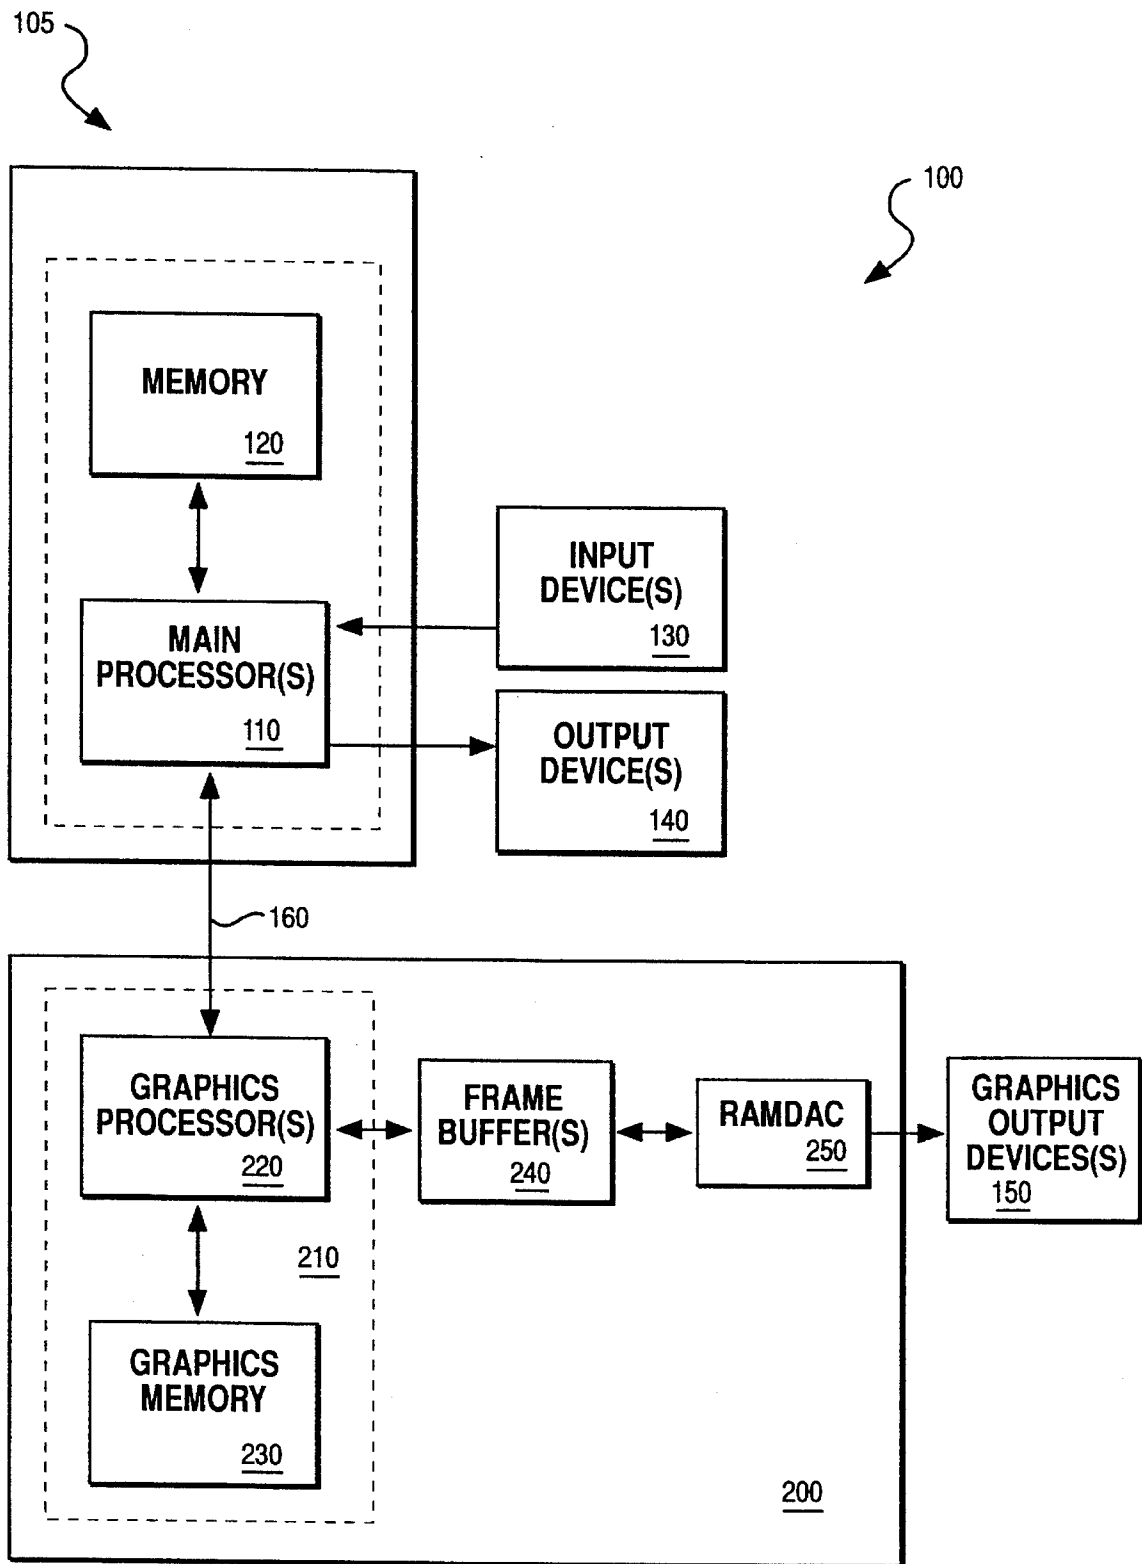 105
100
MEMORY
120
INPUT
DEVICE(S)
130
MAIN
PROCESSOR(S)
110
OUTPUT
DEVICE(S)
140
160
GRAPHICS
PROCESSOR(S)
220
FRAME
BUFFER(S)
240
RAMDAC
250
GRAPHICS
OUTPUT
DEVICES(S)
150
210
GRAPHICS
MEMORY
230
200